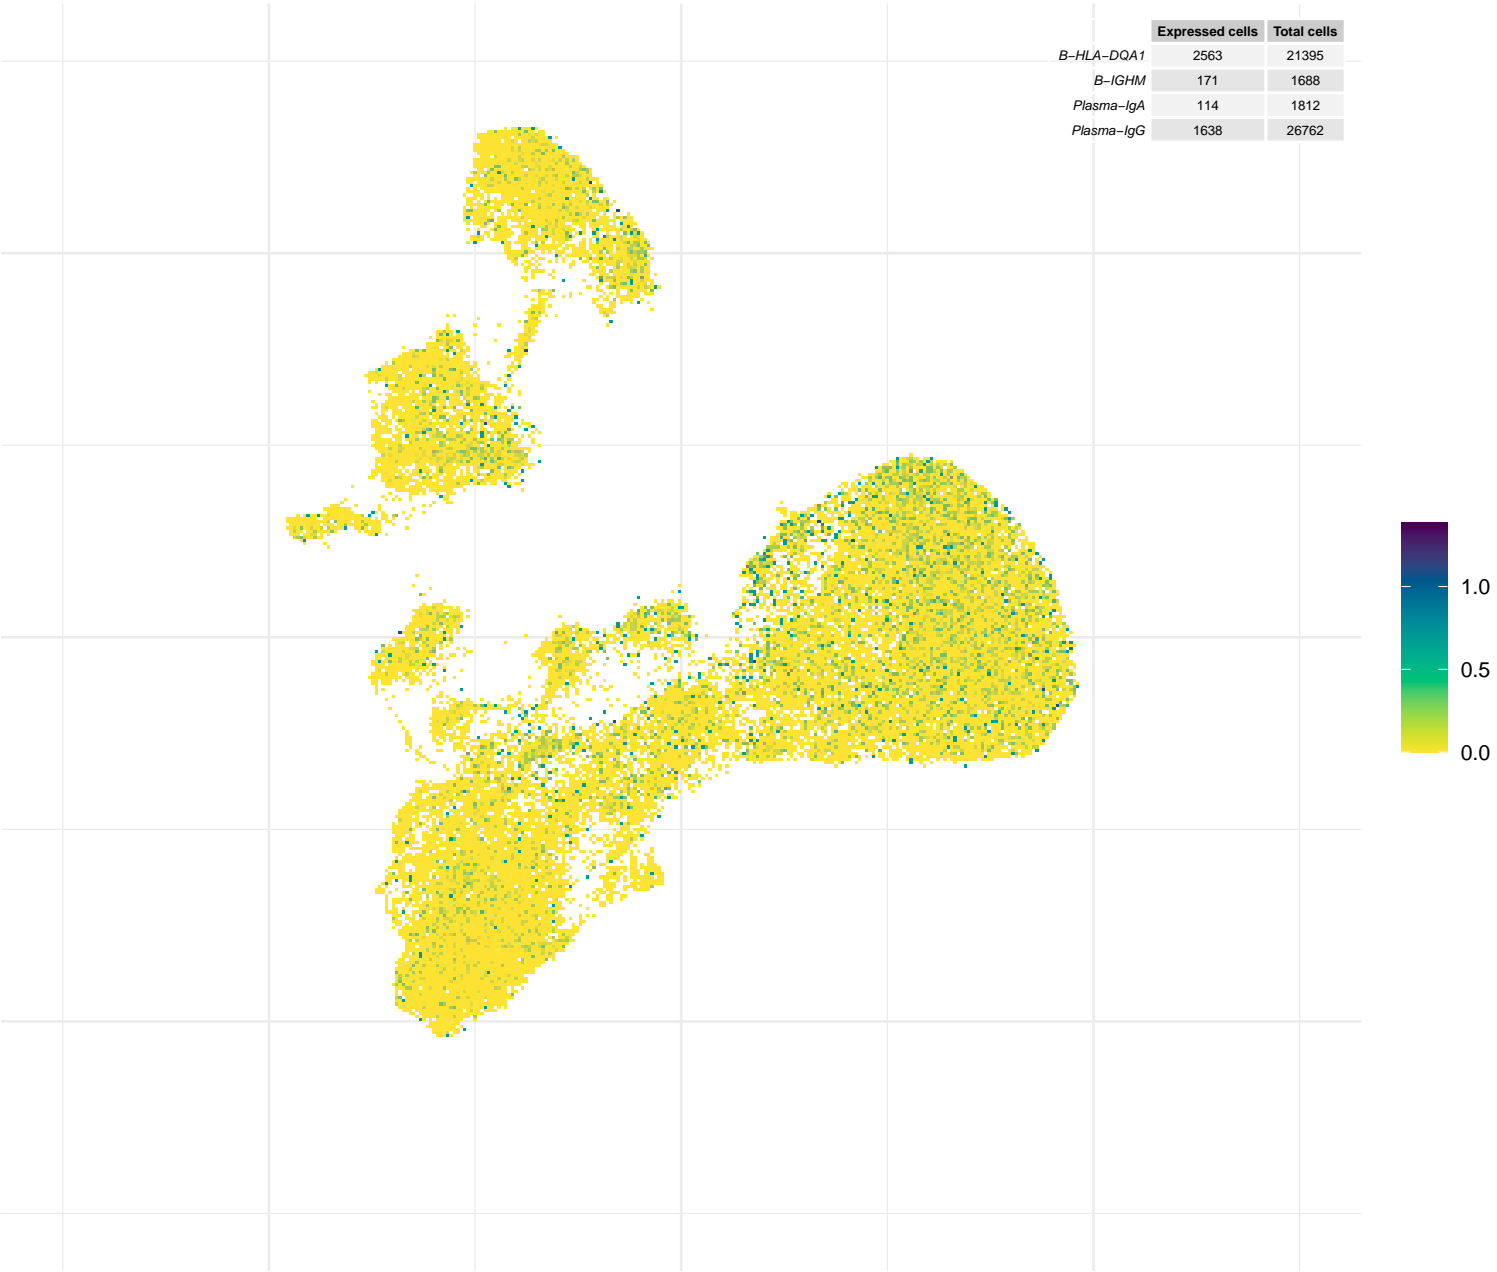 Expressed cells Total cells
B−HLA−DQA1 2563 21395
B−IGHM 171 1688
Plasma−IgA 114 1812
Plasma−IgG 1638 26762
1.0
0.5
0.0